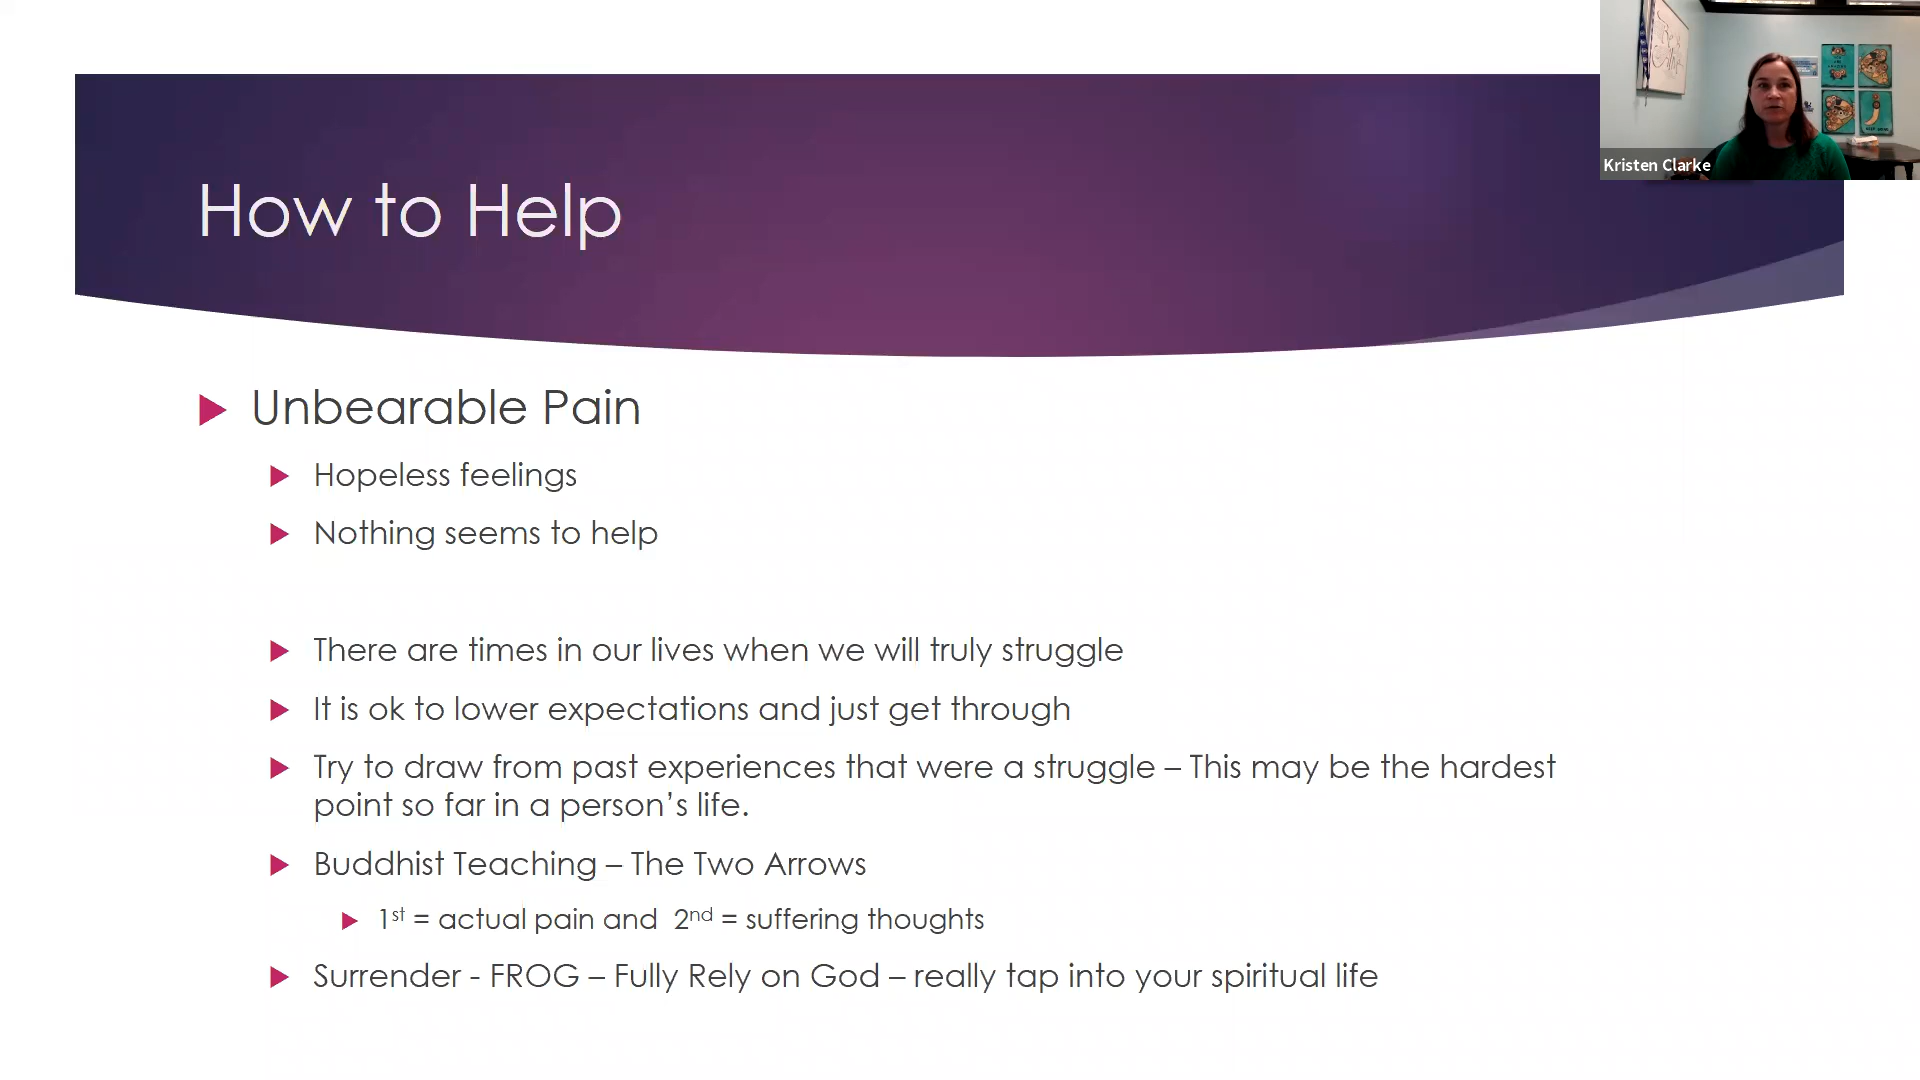 How to Help
Kristen Clarke
Unbearable Pain
Hopeless feelings
Nothing seems to help
There are times in our lives when we will truly struggle
It is ok to lower expectations and just get through
Try to draw from past experiences that were a struggle – This may be the hardest
point so far in a person’s life.
Buddhist Teaching – The Two Arrows
1st = actual pain and  2nd = suffering thoughts
Surrender - FROG – Fully Rely on God – really tap into your spiritual life